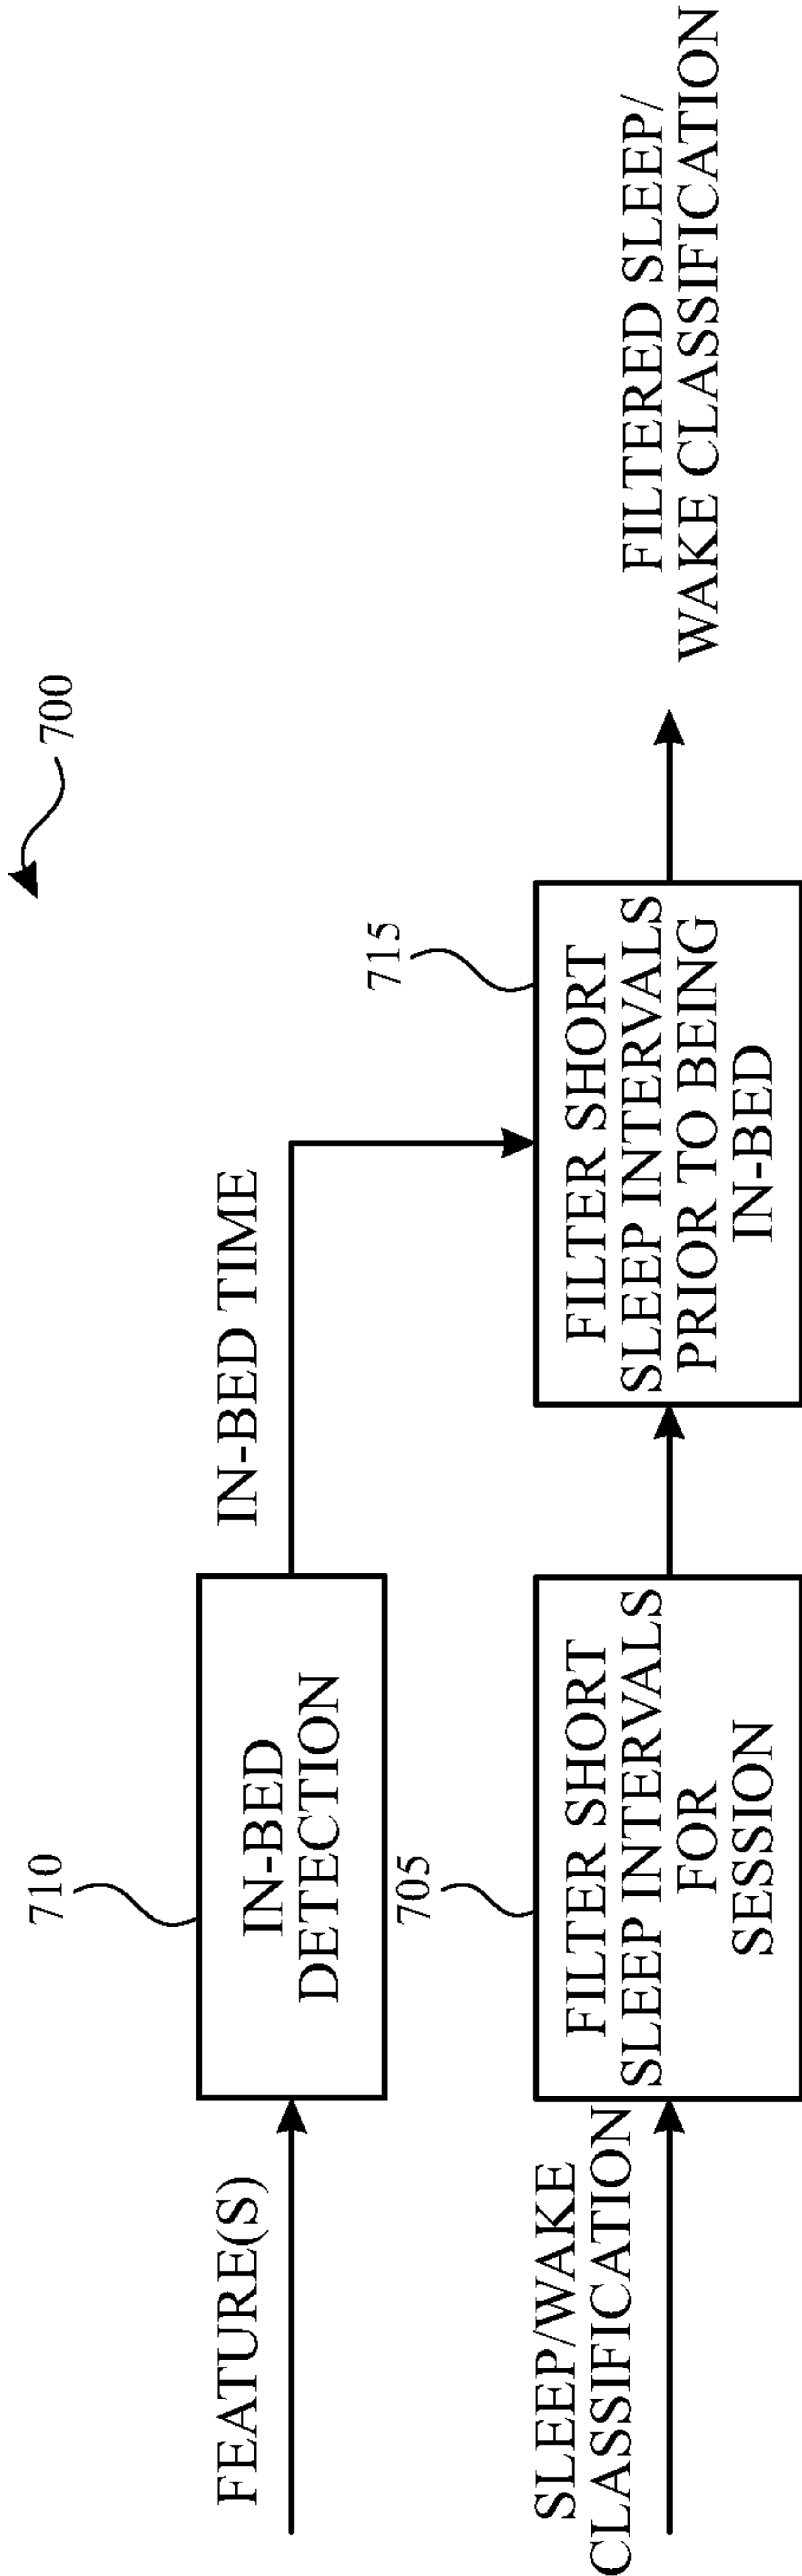 700
710
FEATURE(S)
IN-BED
DETECTION
IN-BED TIME
705
715
SLEEP/WAKE
CLASSIFICATION
FILTER SHORT
SLEEP INTERVALS
FOR
SESSION
FILTER SHORT
SLEEP INTERVALS
PRIOR TO BEING
IN-BED
FILTERED SLEEP/
WAKE CLASSIFICATION